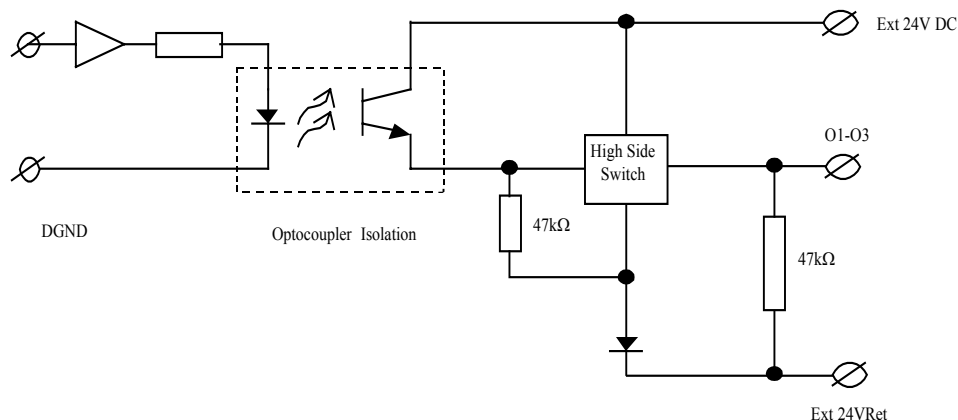 Ext 24V DC
O1-O3
High Side
Switch
DGND
Optocoupler Isolation
47kΩ
47kΩ
Ext 24VRet